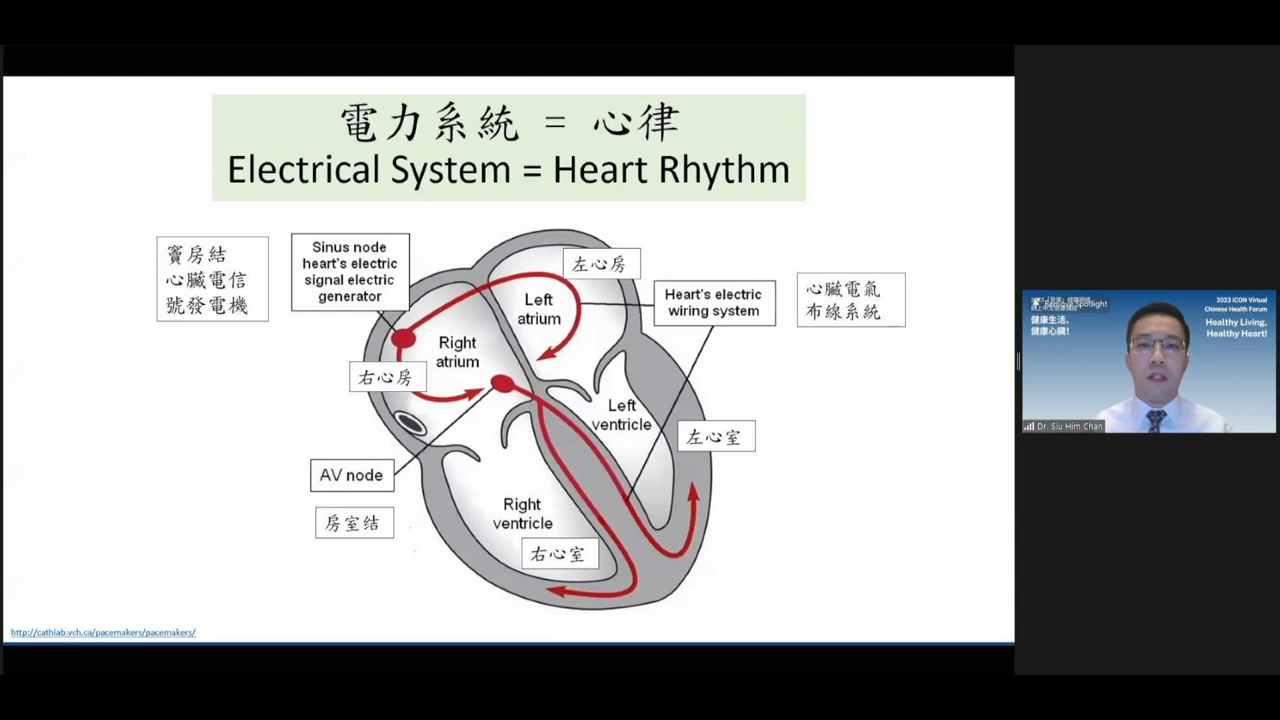 電力系統 = 心律
Electrical System = Heart Rhythm
竇房結
心臟電信
號發電機
Sinus node
heart's electric
signal electric
generator
左心房
Left
atrium
Heart's electric
wiring system
心臟電氣
布線系統
Right
atrium
右心房
Left
ventricle
左心室
AV node
房室结
Right
ventricle
右心室
http://cathlab.vch.ca/pacemakers/pacemakers/
Remove Spotlight
健康生活、
健康心臟!
2023 iCON Virtual
Chinese Health Forum
Healthy Living,
Healthy Heart!
Dr. Siu Him Chan